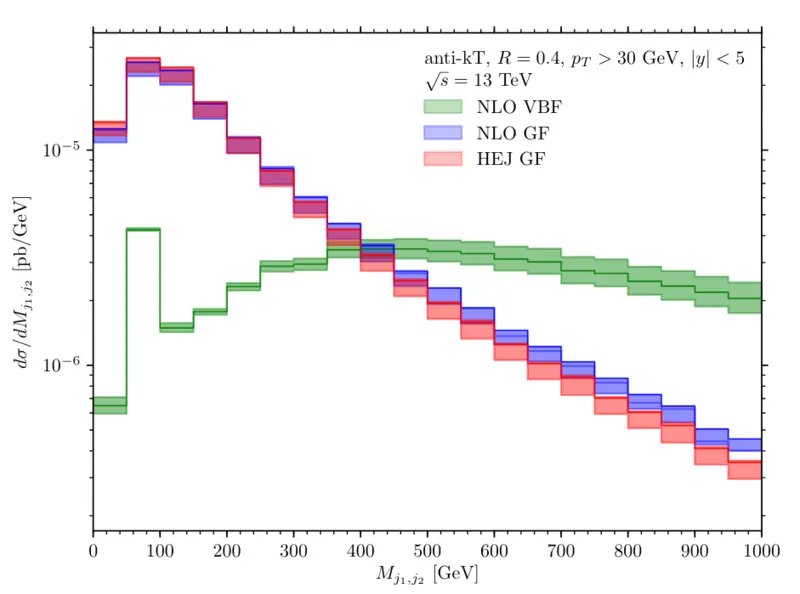 anti-kT, R = 0.4, p_T > 30 GeV, |y| < 5
√s = 13 TeV
NLO VBF
NLO GF
HEJ GF
10⁻⁵
10⁻⁶
dσ/dM_{j₁,j₂} [pb/GeV]
0 100 200 300 400 500 600 700 800 900 1000
M_{j₁,j₂} [GeV]